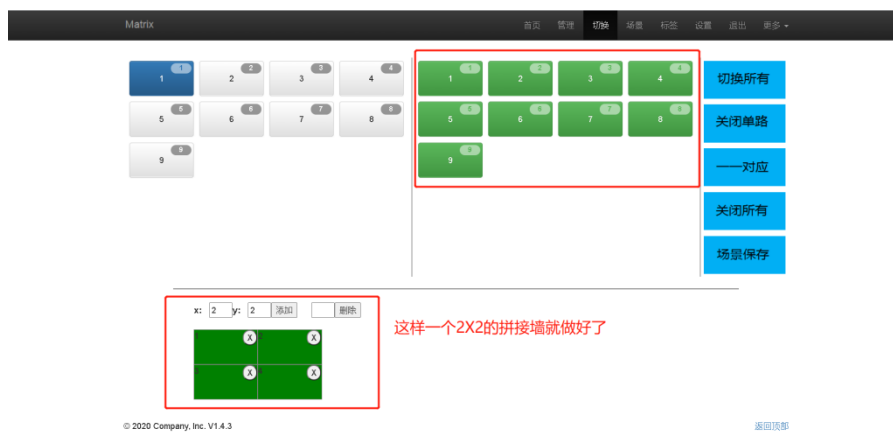 Matrix 首页 管理 切换 场景 标签 设置 退出 更多
1 1 2 2 3 3 4 4
5 5 6 6 7 7 8 8
9 9
1 1 2 2 3 3 4 4
5 5 6 6 7 7 8 8
9 9
切换所有
关闭单路
一一对应
关闭所有
场景保存
x: 2 y: 2 添加 删除
1 X 2 X
3 X 4 X
这样一个2X2的拼接墙就做好了
© 2020 Company, Inc. V1.4.3 返回顶部